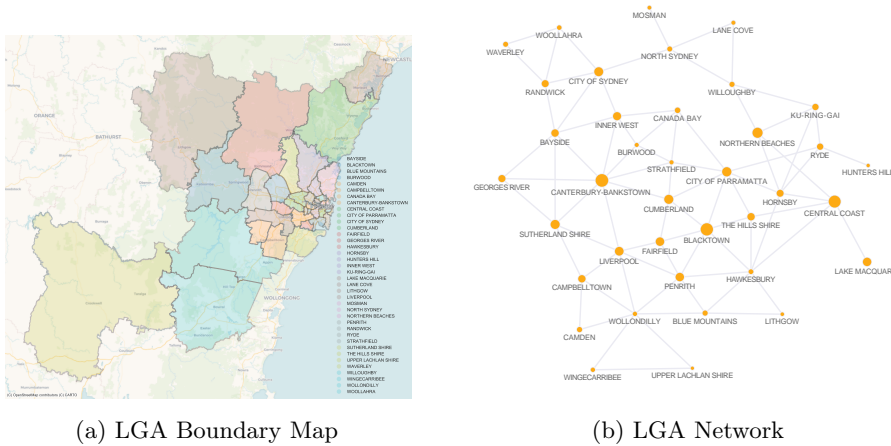 NEWCASTLE
ORANGE
BATHURST
WOLLONGONG
BAYSIDE
BLACKTOWN
BLUE MOUNTAINS
BURWOOD
CAMDEN
CAMPBELLTOWN
CANADA BAY
CANTERBURY-BANKSTOWN
CENTRAL COAST
CITY OF PARRAMATTA
CITY OF SYDNEY
CUMBERLAND
FAIRFIELD
GEORGES RIVER
HAWKESBURY
HORNSBY
HUNTERS HILL
INNER WEST
KU-RING-GAI
LAKE MACQUARIE
LANE COVE
LITHGOW
LIVERPOOL
MOSMAN
NORTH SYDNEY
NORTHERN BEACHES
PENRITH
RANDWICK
RYDE
STRATHFIELD
SUTHERLAND SHIRE
THE HILLS SHIRE
UPPER LACHLAN SHIRE
WAVERLEY
WILLOUGHBY
WINGECARRIBEE
WOLLONDILLY
WOOLLAHRA
(C) OpenStreetMap contributors (C) CARTO
(a) LGA Boundary Map
MOSMAN
LANE COVE
WOOLLAHRA
WAVERLEY
NORTH SYDNEY
CITY OF SYDNEY
RANDWICK
WILLOUGHBY
KU-RING-GAI
INNER WEST
CANADA BAY
BAYSIDE
NORTHERN BEACHES
BURWOOD
RYDE
STRATHFIELD
HUNTERS HILL
CITY OF PARRAMATTA
GEORGES RIVER
CANTERBURY-BANKSTOWN
HORNSBY
CUMBERLAND
CENTRAL COAST
THE HILLS SHIRE
SUTHERLAND SHIRE
BLACKTOWN
FAIRFIELD
LIVERPOOL
LAKE MACQUAR
HAWKESBURY
CAMPBELLTOWN
PENRITH
WOLLONDILLY
BLUE MOUNTAINS
LITHGOW
CAMDEN
WINGECARRIBEE
UPPER LACHLAN SHIRE
(b) LGA Network